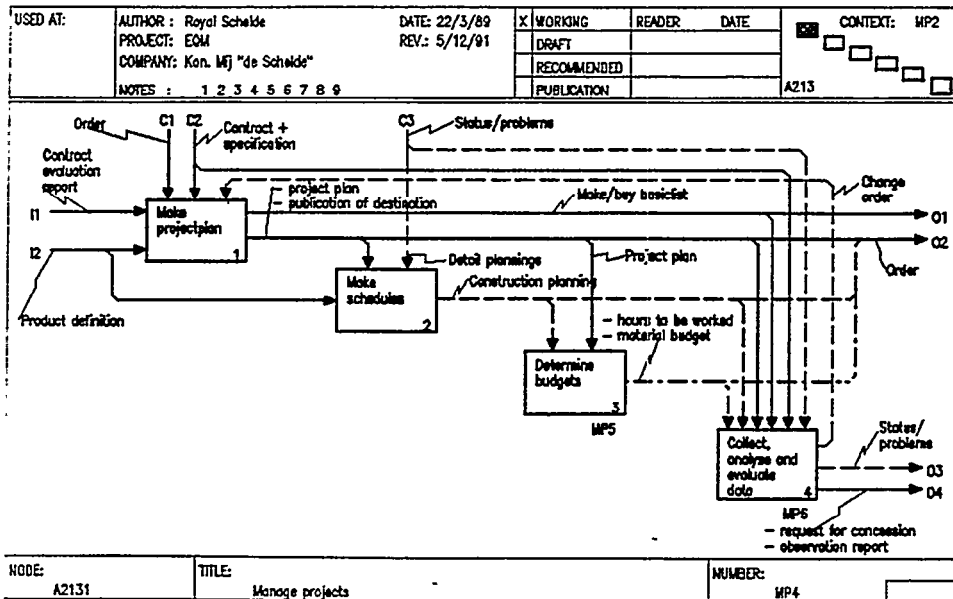 USED AT:
AUTHOR : Royal Schelde
DATE: 22/3/89
PROJECT: EQM
REV.: 5/12/91
COMPANY: Kon. Mij "de Schelde"
NOTES : 1 2 3 4 5 6 7 8 9
X WORKING
DRAFT
RECOMMENDED
PUBLICATION
READER DATE
CONTEXT: MP2
A213
Order
C1 C2
Contract +
specification
C3
Status/problems
Contract
evaluation
report
I1
Make
projectplan
1
- project plan
- publication of destination
Make/buy basiclist
Change
order
O1
O2
Order
I2
Product definition
Detail plannings
Project plan
Make
schedules
2
Construction planning
- hours to be worked
- material budget
Determine
budgets
3
MP5
Collect,
analyse and
evaluate
data
4
MP6
Status/
problems
O3
O4
- request for concession
- observation report
NODE:
A2131
TITLE:
Manage projects
NUMBER:
MP4